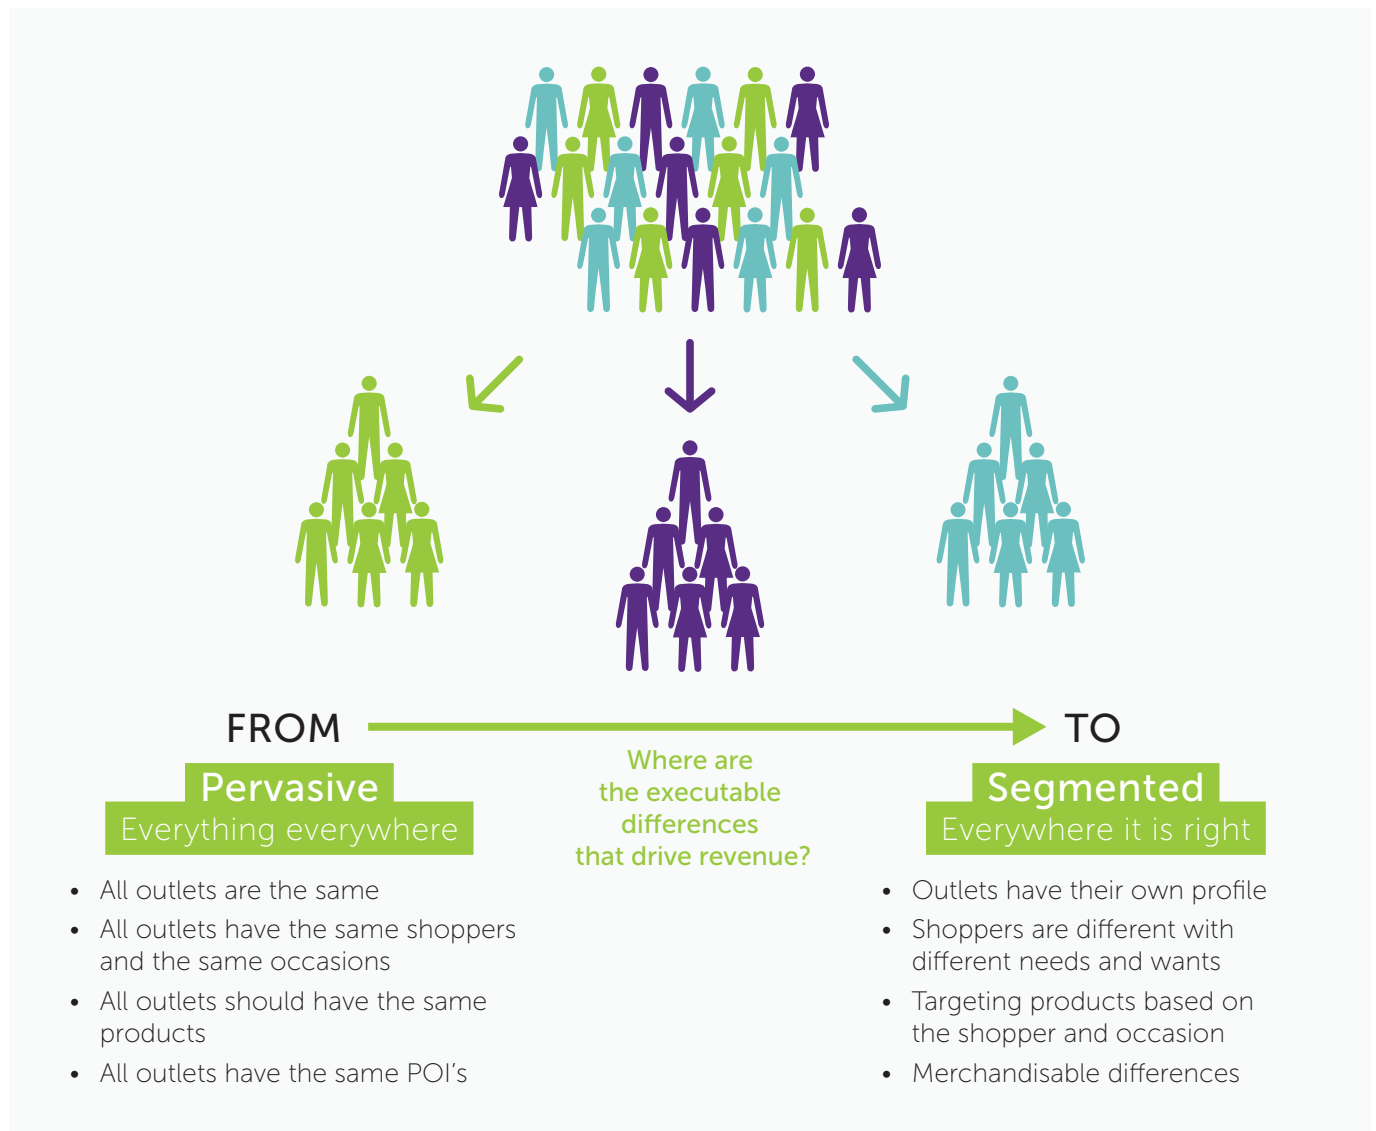 FROM
TO
Where are
the executable
differences
that drive revenue?
Pervasive
Everything everywhere
• All outlets are the same
• All outlets have the same shoppers
and the same occasions
• All outlets should have the same
products
• All outlets have the same POI's
Segmented
Everywhere it is right
• Outlets have their own profile
• Shoppers are different with
different needs and wants
• Targeting products based on
the shopper and occasion
• Merchandisable differences